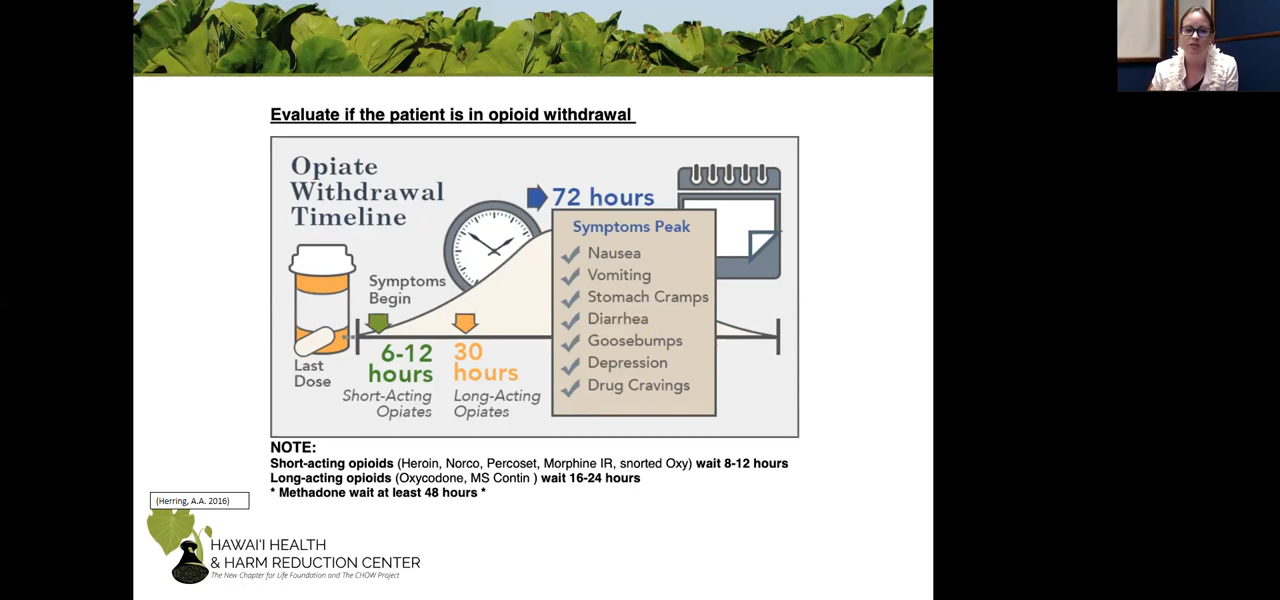 Evaluate if the patient is in opioid withdrawal
Opiate
Withdrawal
Timeline
72 hours
Symptoms Peak
Nausea
Vomiting
Stomach Cramps
Diarrhea
Goosebumps
Depression
Drug Cravings
Symptoms
Begin
Last
Dose
6-12
hours
Short-Acting
Opiates
30
hours
Long-Acting
Opiates
NOTE:
Short-acting opioids (Heroin, Norco, Percoset, Morphine IR, snorted Oxy) wait 8-12 hours
Long-acting opioids (Oxycodone, MS Contin ) wait 16-24 hours
* Methadone wait at least 48 hours *
(Herring, A.A. 2016)
HAWAI'I HEALTH
& HARM REDUCTION CENTER
The New Chapter for Life Foundation and The CHOW Project